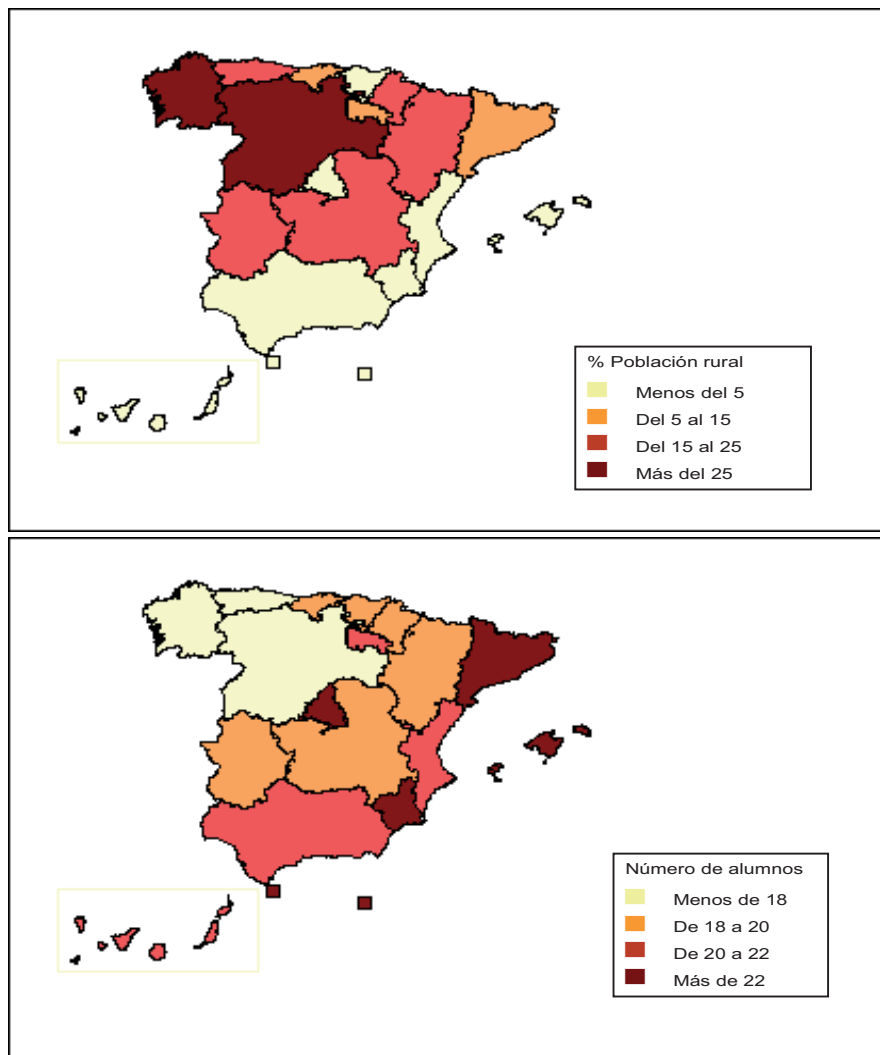 % Población rural
Menos del 5
Del 5 al 15
Del 15 al 25
Más del 25
Número de alumnos
Menos de 18
De 18 a 20
De 20 a 22
Más de 22